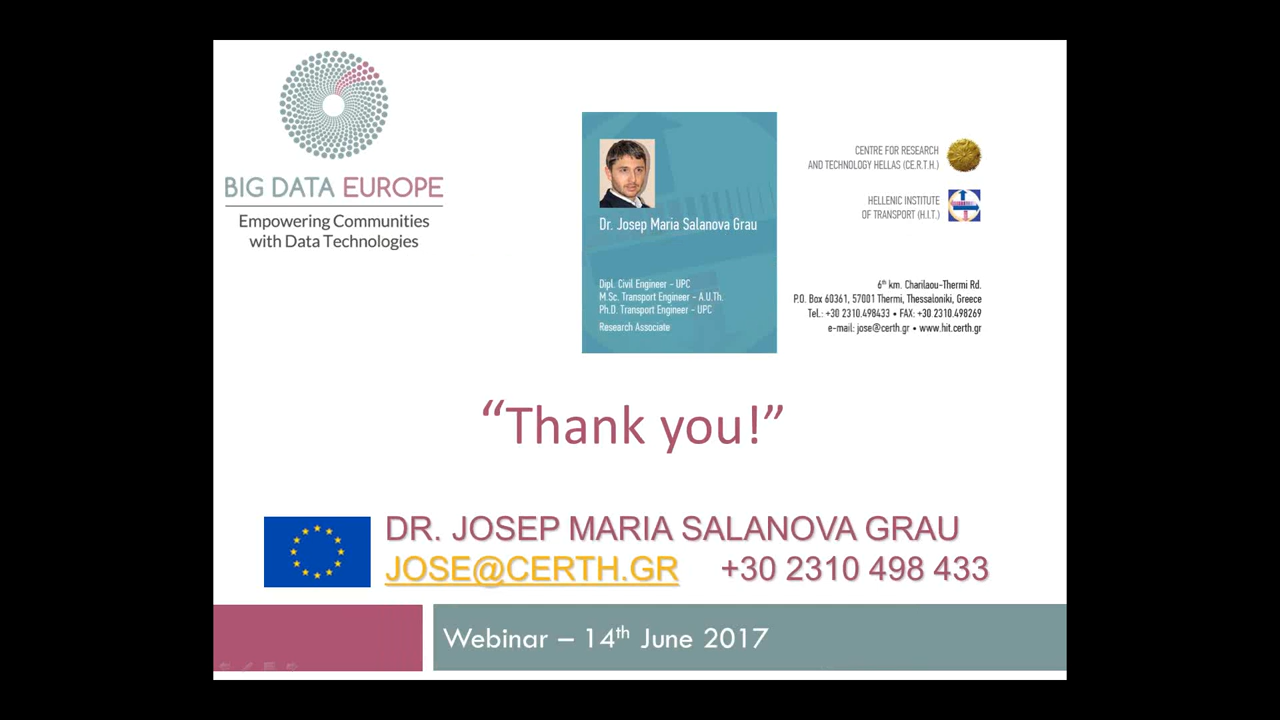 BIG DATA EUROPE
Empowering Communities
with Data Technologies
Dr. Josep Maria Salanova Grau
Dipl. Civil Engineer - UPC
M.Sc. Transport Engineer - A.U.Th.
Ph.D. Transport Engineer - UPC
Research Associate
CENTRE FOR RESEARCH
AND TECHNOLOGY HELLAS (CE.R.T.H.)
HELLENIC INSTITUTE
OF TRANSPORT (H.I.T.)
6th km. Charilaou-Thermi Rd.
P.O. Box 60361, 57001 Thermi, Thessaloniki, Greece
Tel.: +30 2310.498433 • FAX: +30 2310.498269
e-mail: jose@certh.gr • www.hit.certh.gr
“Thank you!”
DR. JOSEP MARIA SALANOVA GRAU
JOSE@CERTH.GR +30 2310 498 433
Webinar – 14th June 2017